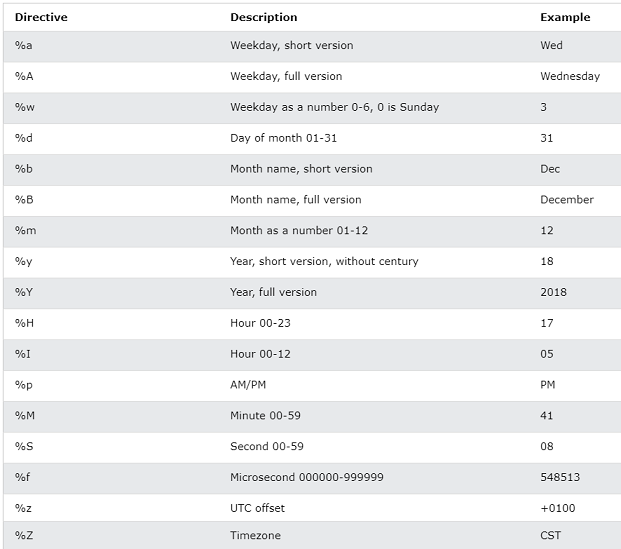 Directive Description Example
%a Weekday, short version Wed
%A Weekday, full version Wednesday
%w Weekday as a number 0-6, 0 is Sunday 3
%d Day of month 01-31 31
%b Month name, short version Dec
%B Month name, full version December
%m Month as a number 01-12 12
%y Year, short version, without century 18
%Y Year, full version 2018
%H Hour 00-23 17
%I Hour 00-12 05
%p AM/PM PM
%M Minute 00-59 41
%S Second 00-59 08
%f Microsecond 000000-999999 548513
%z UTC offset +0100
%Z Timezone CST